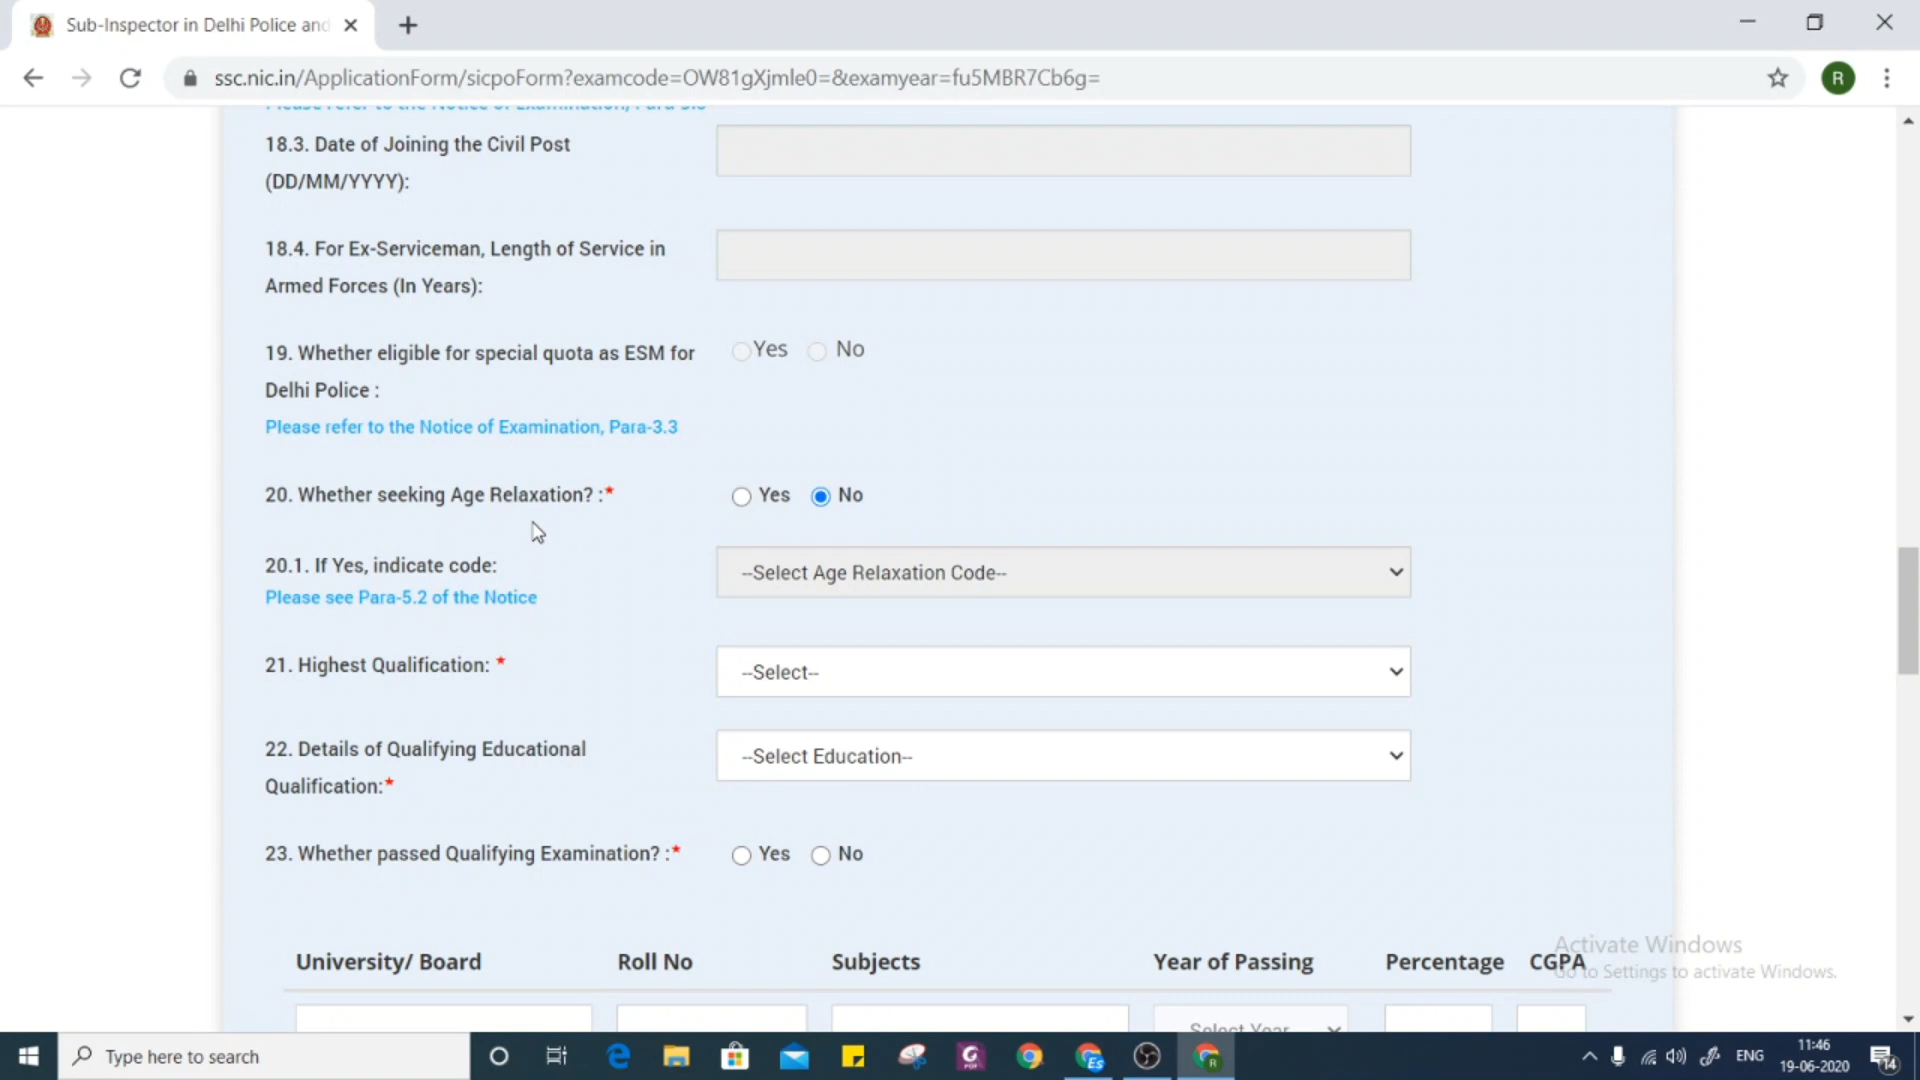 Sub-Inspector in Delhi Police and
ssc.nic.in/ApplicationForm/sicpoForm?examcode=OW81gXjmle0=&examyear=fu5MBR7Cb6g=
R
18.3. Date of Joining the Civil Post
(DD/MM/YYYY):
18.4. For Ex-Serviceman, Length of Service in
Armed Forces (In Years):
19. Whether eligible for special quota as ESM for
Delhi Police :
Yes No
Please refer to the Notice of Examination, Para-3.3
20. Whether seeking Age Relaxation? :* Yes No
20.1. If Yes, indicate code:
--Select Age Relaxation Code--
Please see Para-5.2 of the Notice
21. Highest Qualification: *
--Select--
22. Details of Qualifying Educational
Qualification:*
--Select Education--
23. Whether passed Qualifying Examination? :* Yes No
University/ Board Roll No Subjects Year of Passing Percentage CGPA
Select Year
Activate Windows
Go to Settings to activate Windows.
Type here to search
ENG
11:46
19-06-2020
14